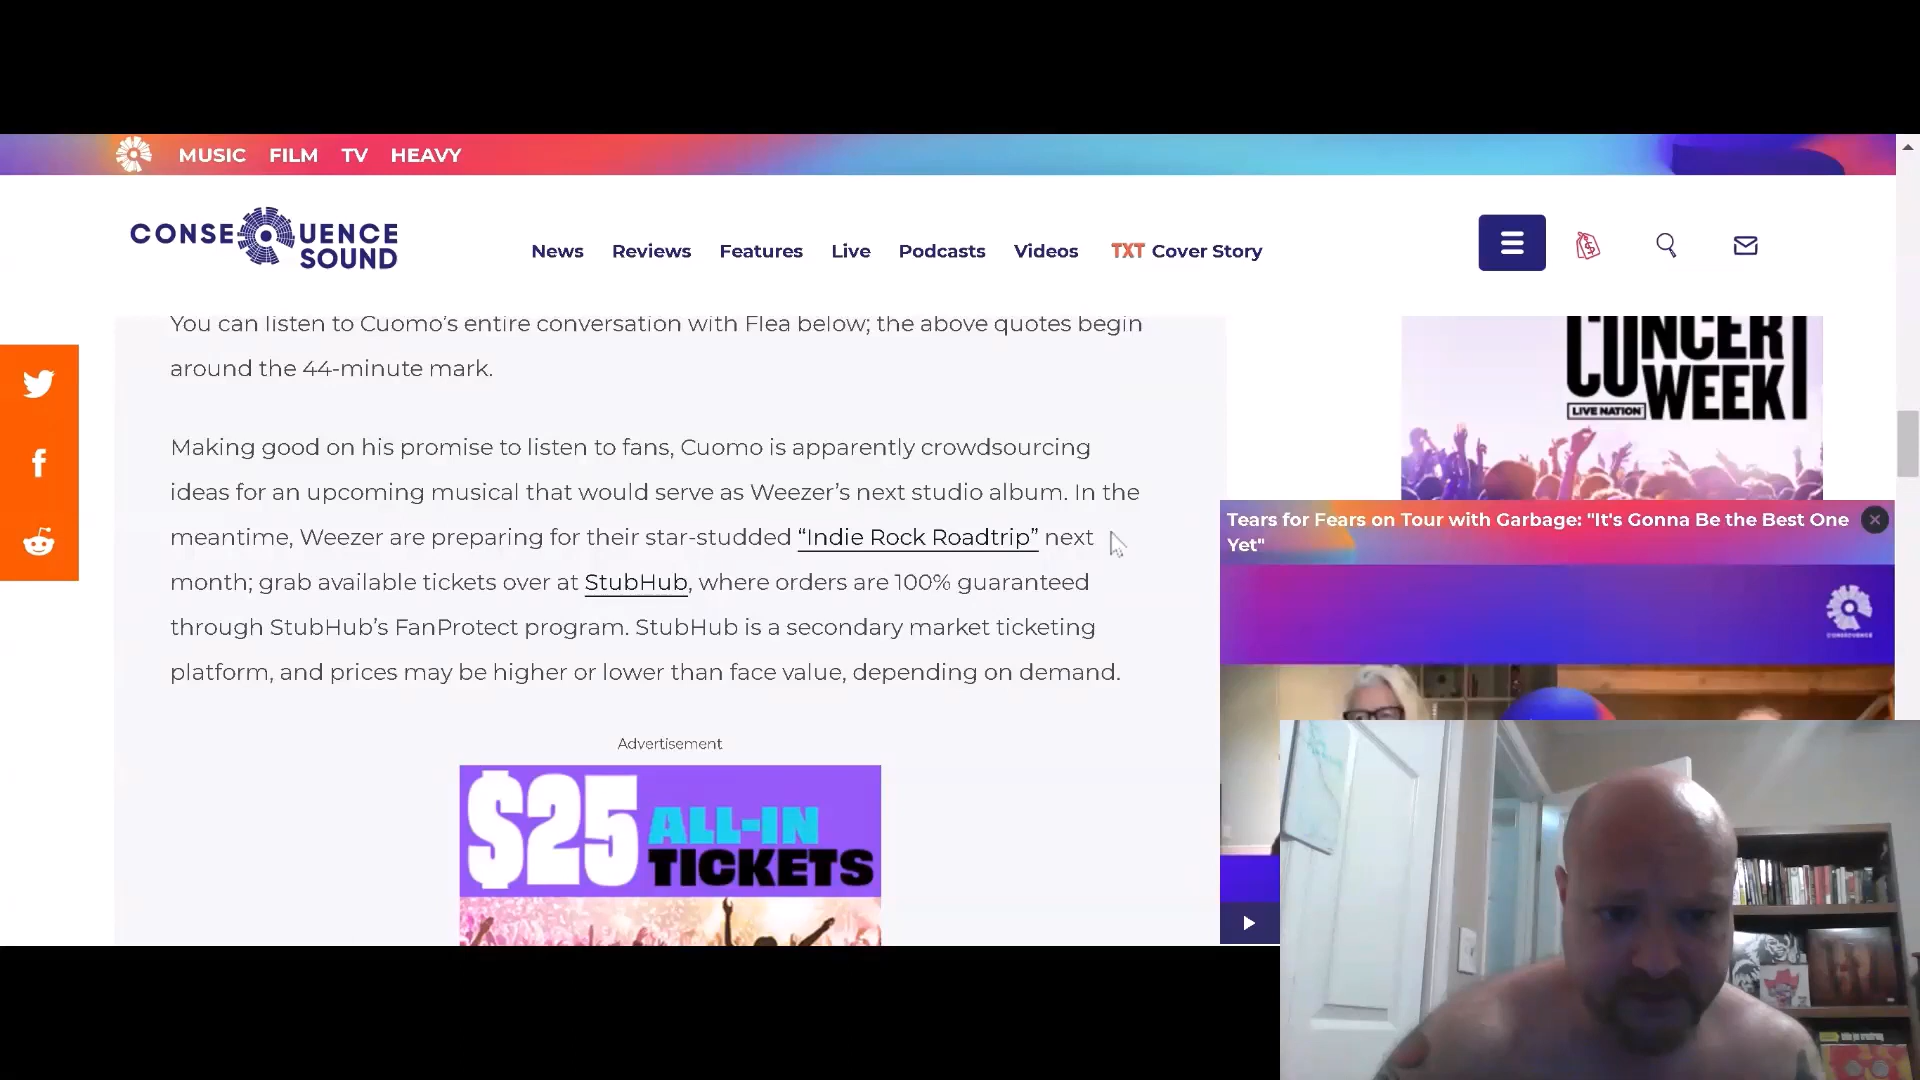 MUSIC FILM TV HEAVY
CONSEQUENCE
SOUND
News Reviews Features Live Podcasts Videos TXT Cover Story
You can listen to Cuomo’s entire conversation with Flea below; the above quotes begin
around the 44-minute mark.
Making good on his promise to listen to fans, Cuomo is apparently crowdsourcing
ideas for an upcoming musical that would serve as Weezer’s next studio album. In the
meantime, Weezer are preparing for their star-studded “Indie Rock Roadtrip” next
month; grab available tickets over at StubHub, where orders are 100% guaranteed
through StubHub’s FanProtect program. StubHub is a secondary market ticketing
platform, and prices may be higher or lower than face value, depending on demand.
Advertisement
$25 ALL-IN
TICKETS
CONCERT
WEEK
LIVE NATION
Tears for Fears on Tour with Garbage: "It's Gonna Be the Best One
Yet"
CONSEQUENCE